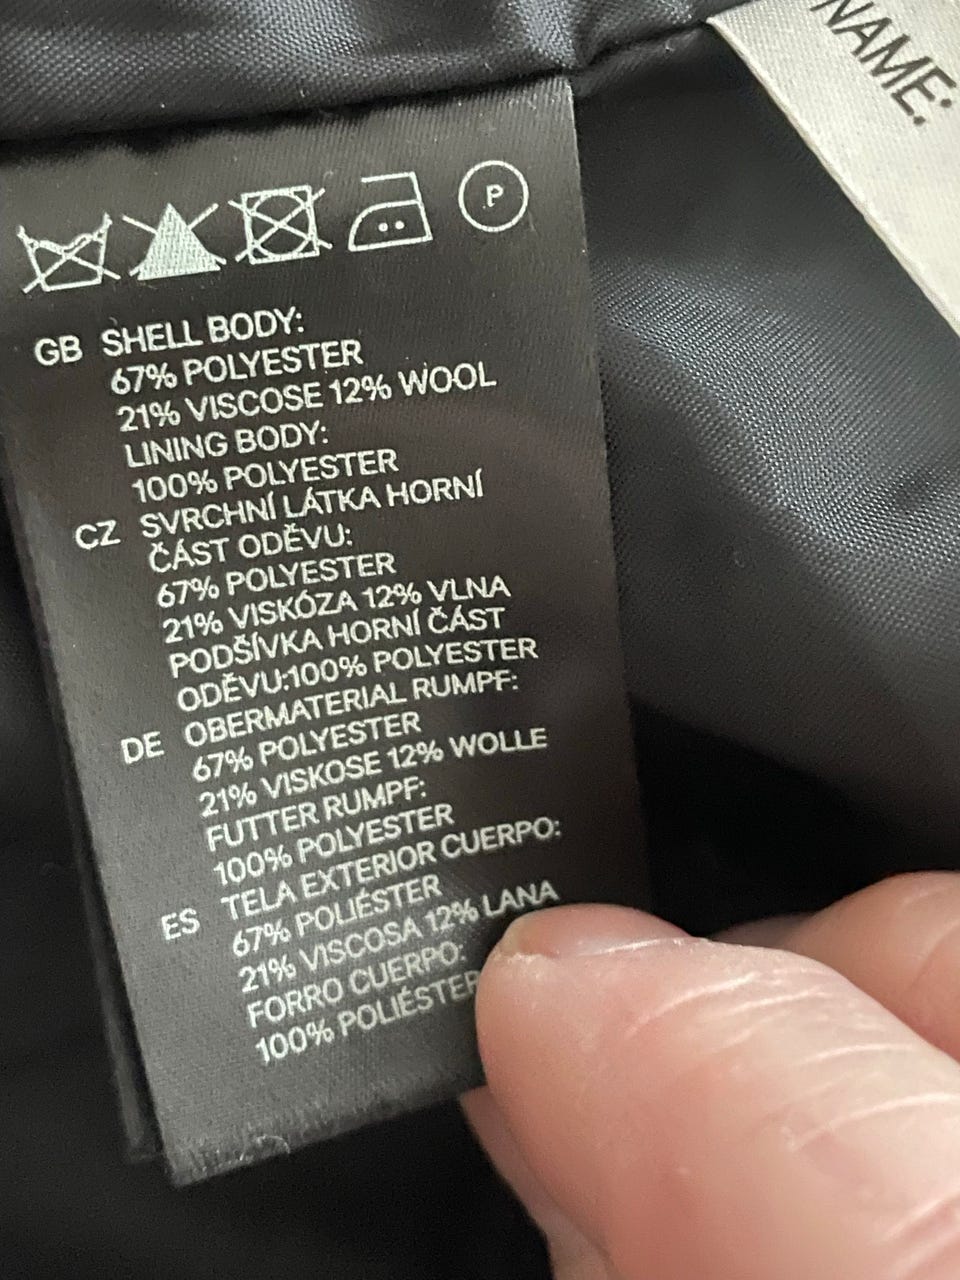 NAME:
P
GB SHELL BODY:
67% POLYESTER
21% VISCOSE 12% WOOL
LINING BODY:
100% POLYESTER
CZ SVRCHNÍ LÁTKA HORNÍ
ČÁST ODĚVU:
67% POLYESTER
21% VISKÓZA 12% VLNA
PODŠÍVKA HORNÍ ČÁST
ODĚVU:100% POLYESTER
DE OBERMATERIAL RUMPF:
67% POLYESTER
21% VISKOSE 12% WOLLE
FUTTER RUMPF:
100% POLYESTER
ES TELA EXTERIOR CUERPO:
67% POLIÉSTER
21% VISCOSA 12% LANA
FORRO CUERPO:
100% POLIÉSTER